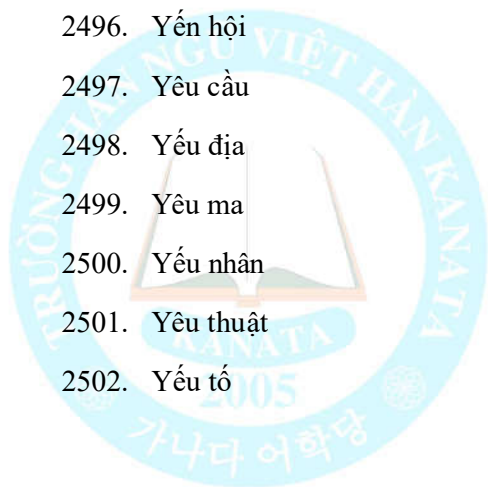 2496. Yến hội
2497. Yêu cầu
2498. Yếu địa
2499. Yêu ma
2500. Yếu nhân
2501. Yêu thuật
2502. Yếu tố
TRƯỜNG HÀN NGỮ VIỆT HÀN KANATA
KANATA
2005
가나다 어학당